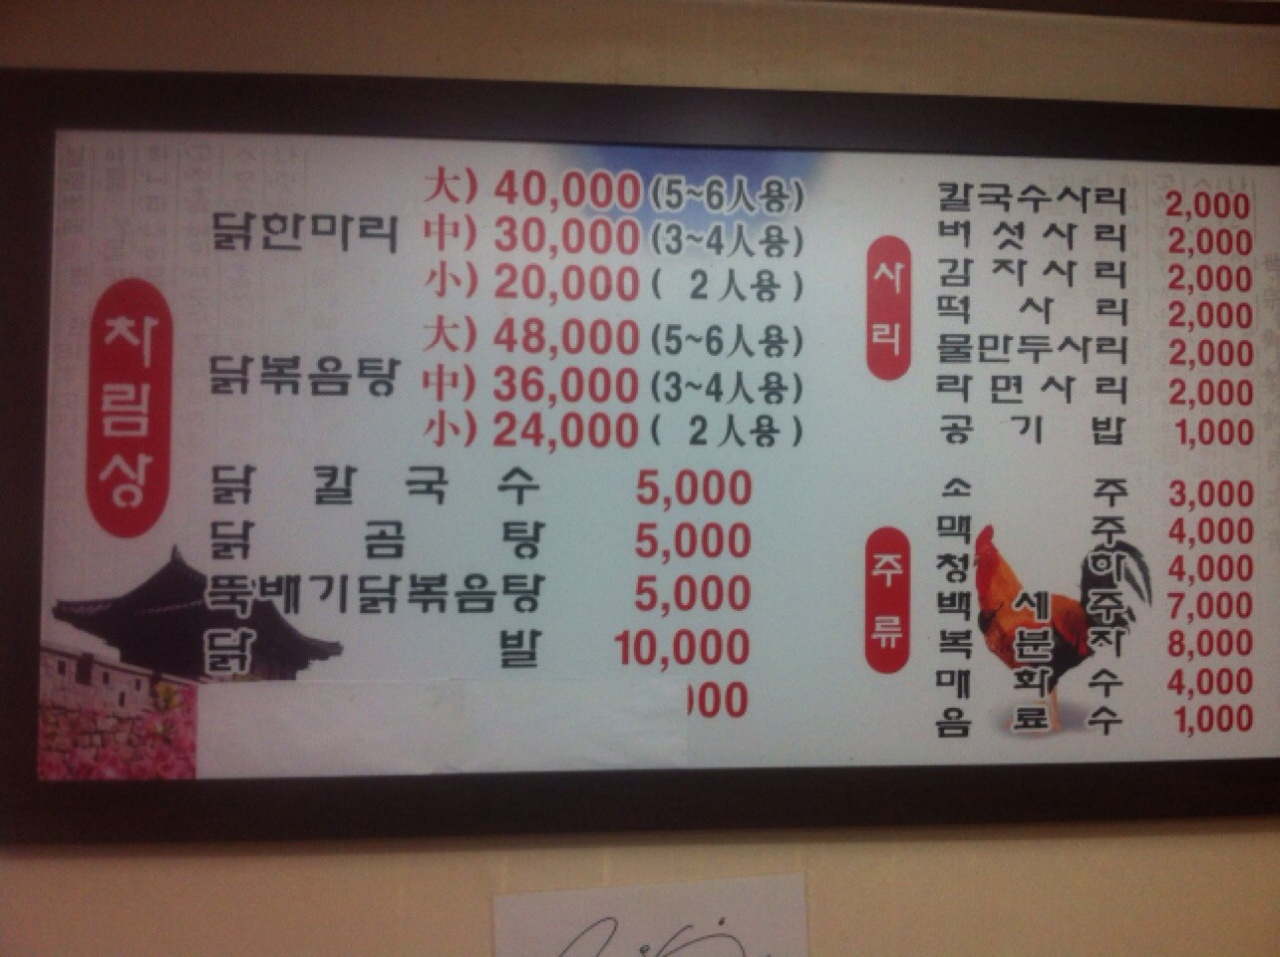 차림상
닭한마리
大) 40,000 (5~6人용)
中) 30,000 (3~4人용)
小) 20,000 ( 2人용 )
닭볶음탕
大) 48,000 (5~6人용)
中) 36,000 (3~4人용)
小) 24,000 ( 2人용 )
닭 칼 국 수 5,000
닭 곰 탕 5,000
뚝배기닭볶음탕 5,000
닭 발 10,000
00
사리
칼국수사리 2,000
버 섯 사 리 2,000
감 자 사 리 2,000
떡 사 리 2,000
물만두사리 2,000
라 면 사 리 2,000
공 기 밥 1,000
주류
소 주 3,000
맥 주 4,000
청 하 4,000
백 세 주 7,000
복 분 자 8,000
매 화 수 4,000
음 료 수 1,000